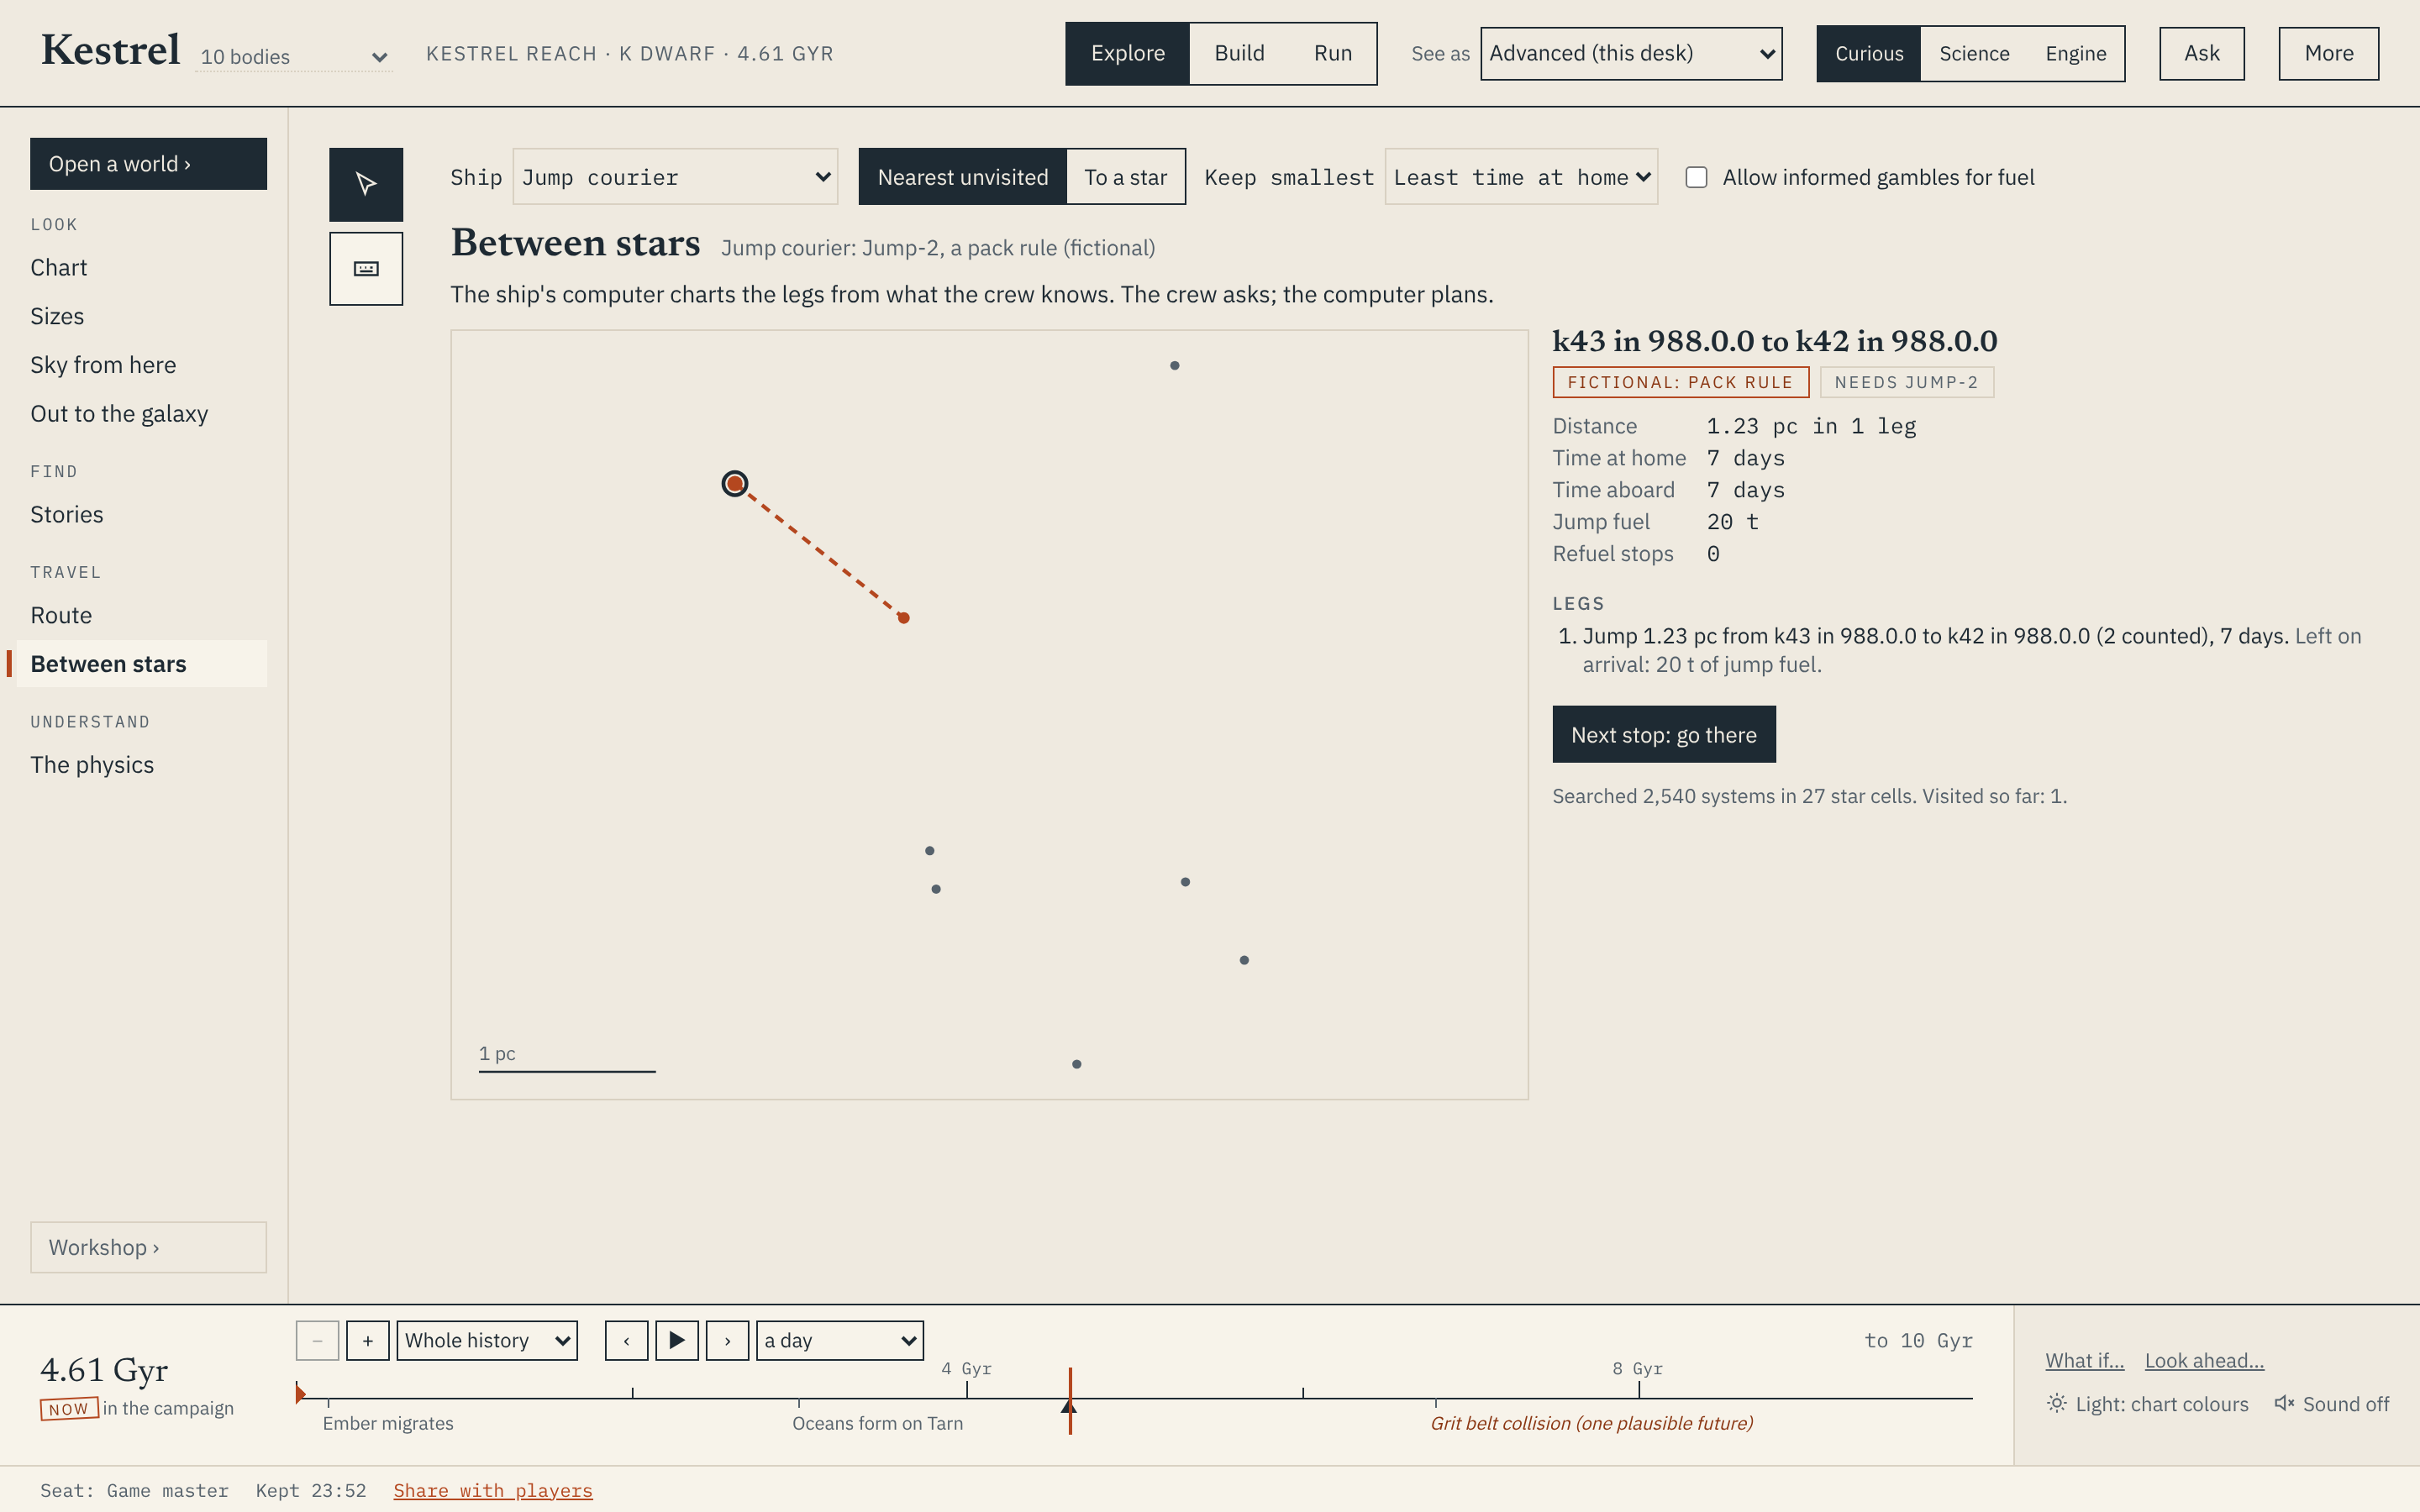 Kestrel 10 bodies KESTREL REACH · K DWARF · 4.61 GYR Explore Build Run See as Advanced (this desk) Curious Science Engine Ask More
Open a world ›
LOOK
Chart
Sizes
Sky from here
Out to the galaxy
FIND
Stories
TRAVEL
Route
Between stars
UNDERSTAND
The physics
Workshop ›
Ship Jump courier Nearest unvisited To a star Keep smallest Least time at home Allow informed gambles for fuel
Between stars Jump courier: Jump-2, a pack rule (fictional)
The ship's computer charts the legs from what the crew knows. The crew asks; the computer plans.
1 pc
k43 in 988.0.0 to k42 in 988.0.0
FICTIONAL: PACK RULE NEEDS JUMP-2
Distance 1.23 pc in 1 leg
Time at home 7 days
Time aboard 7 days
Jump fuel 20 t
Refuel stops 0
LEGS
1. Jump 1.23 pc from k43 in 988.0.0 to k42 in 988.0.0 (2 counted), 7 days. Left on
arrival: 20 t of jump fuel.
Next stop: go there
Searched 2,540 systems in 27 star cells. Visited so far: 1.
4.61 Gyr
NOW in the campaign
− + Whole history ‹ › a day to 10 Gyr
4 Gyr 8 Gyr
Ember migrates Oceans form on Tarn Grit belt collision (one plausible future)
What if... Look ahead...
Light: chart colours Sound off
Seat: Game master Kept 23:52 Share with players